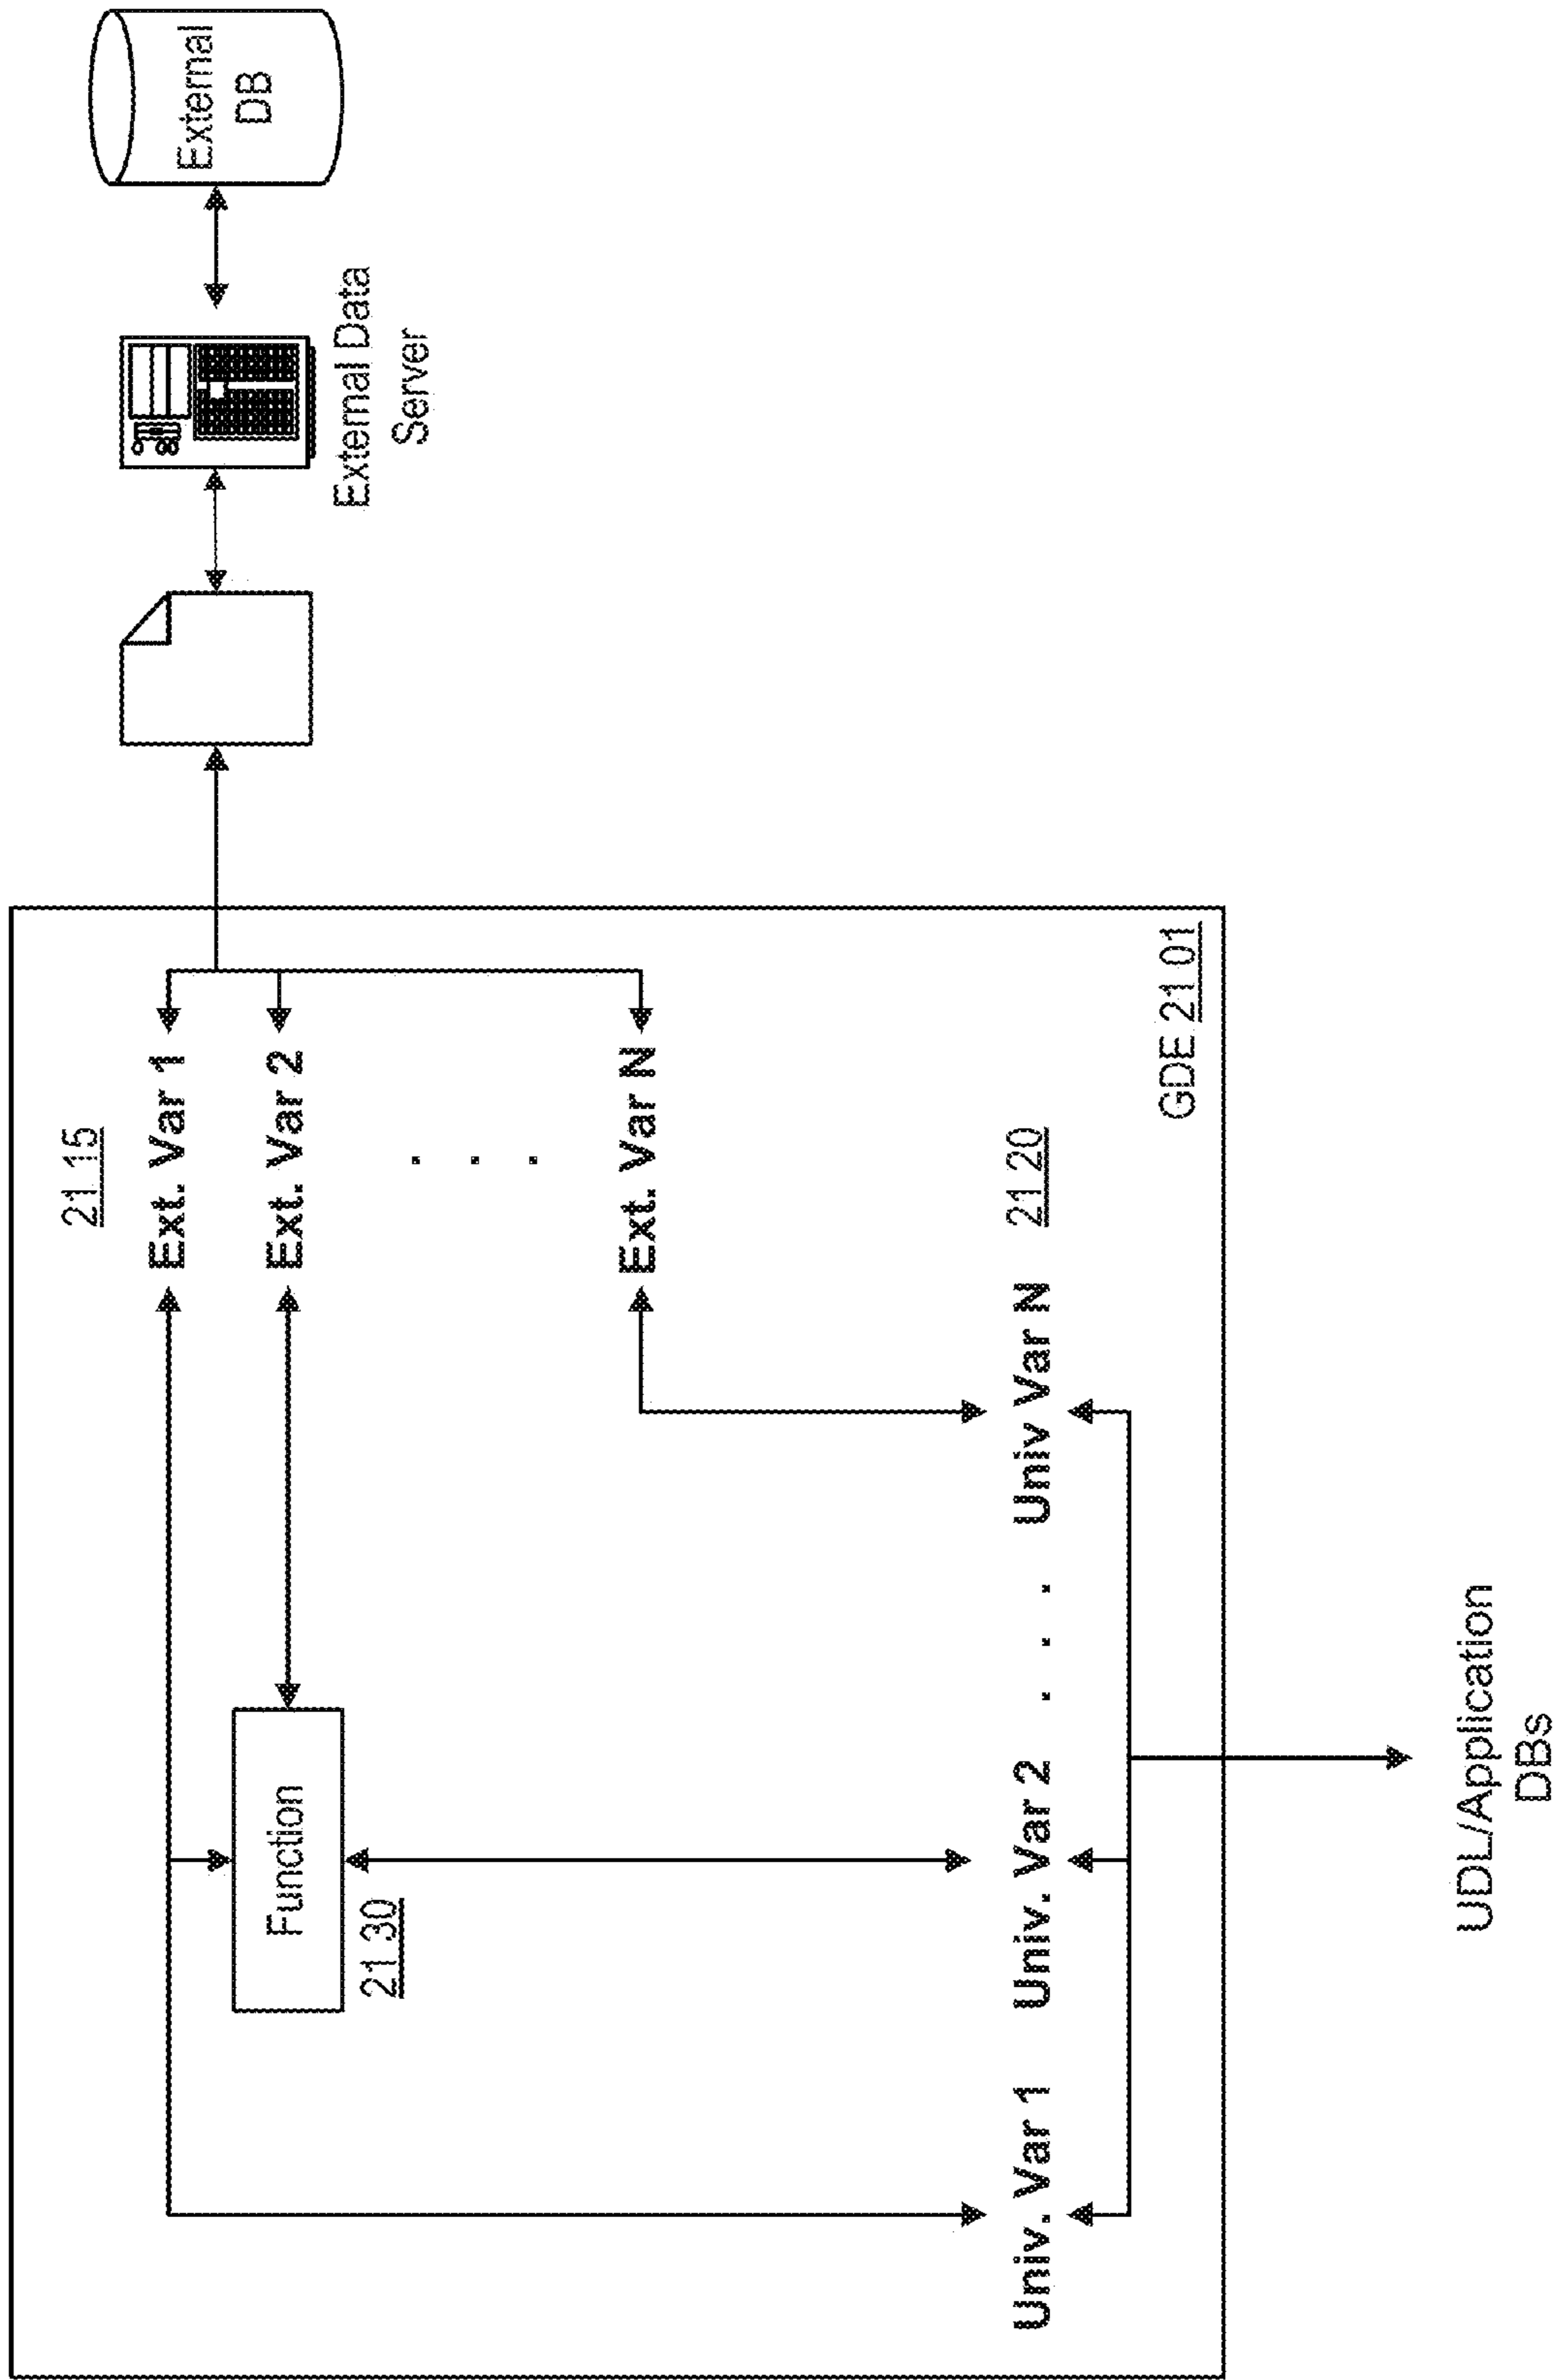 21 15
Ext. Var 1
Ext. Var 2
. . .
Ext. Var N
External
DB
External Data
Server
Function
21 30
Univ. Var 1
Univ. Var 2
. . .
Univ Var N
21 20
GDE 21 01
UDL/Application
DBs